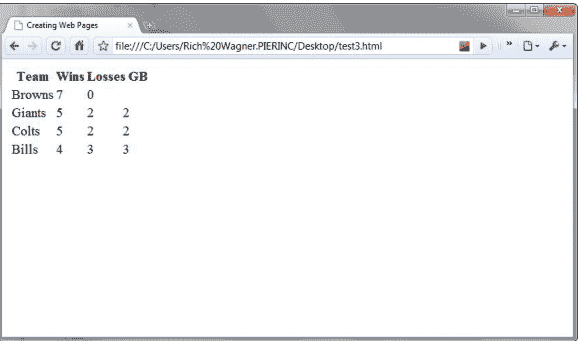 Creating Web Pages
file:///C:/Users/Rich%20Wagner.PIERINC/Desktop/test3.html
Team Wins Losses GB
Browns 7 0
Giants 5 2 2
Colts 5 2 2
Bills 4 3 3